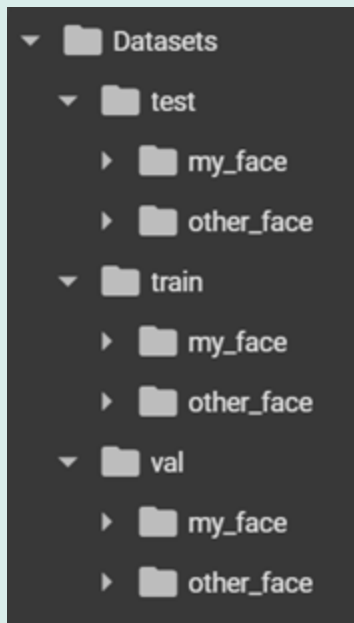 Datasets
test
my_face
other_face
train
my_face
other_face
val
my_face
other_face